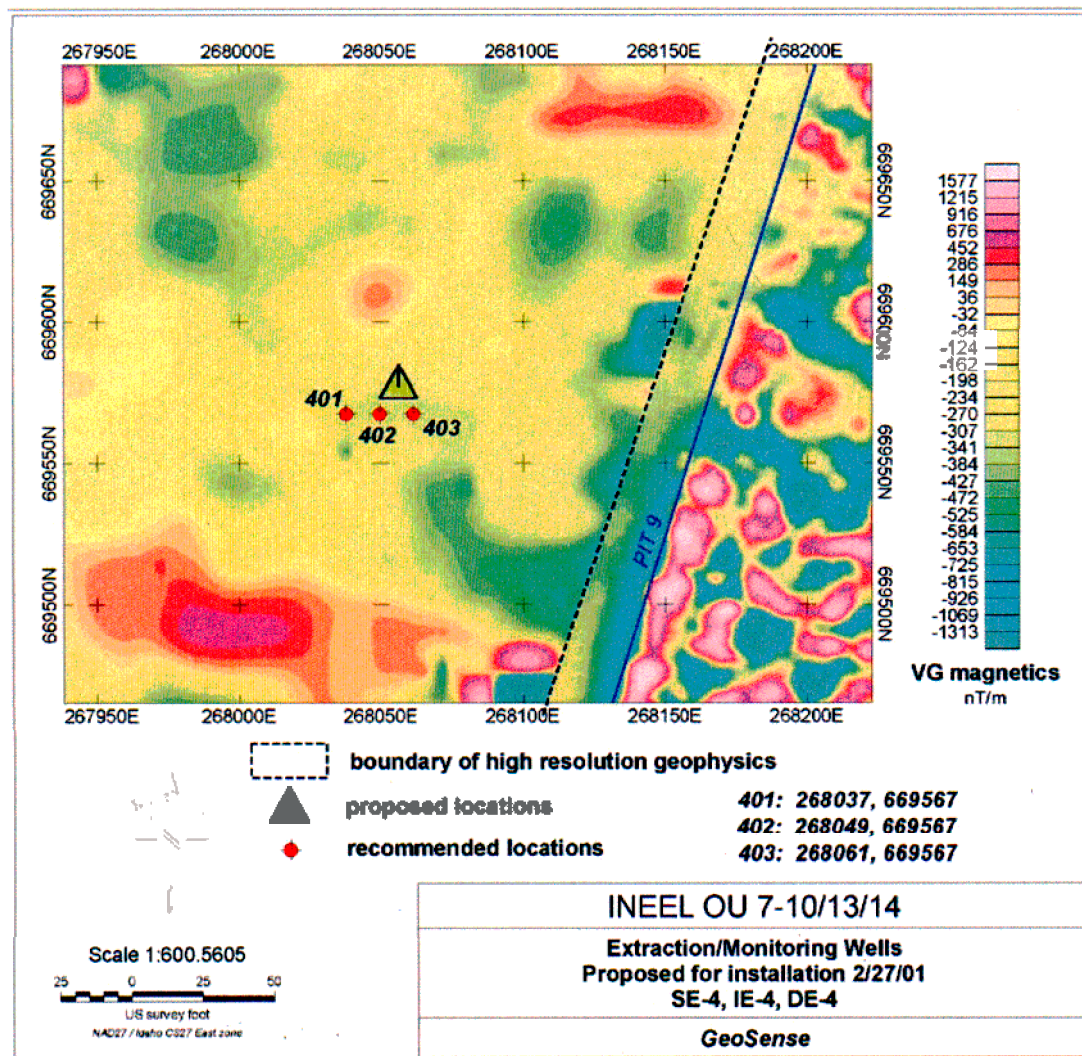 267950E 268000E 268050E 268100E 268150E 268200E
669650N
669600N
669550N
669500N
669650N
669600N
669550N
669500N
401
402
403
PIT 9
267950E 268000E 268050E 268100E 268150E 268200E
1577
1215
916
676
452
286
149
36
-32
-84
-124
-162
-198
-234
-270
-307
-341
-384
-427
-472
-525
-584
-653
-725
-815
-926
-1069
-1313
VG magnetics
nT/m
boundary of high resolution geophysics
proposed locations
recommended locations
401: 268037, 669567
402: 268049, 669567
403: 268061, 669567
Scale 1:600.5605
25 0 25 50
US survey foot
NAD27 / Idaho CS27 East zone
INEEL OU 7-10/13/14
Extraction/Monitoring Wells
Proposed for installation 2/27/01
SE-4, IE-4, DE-4
GeoSense